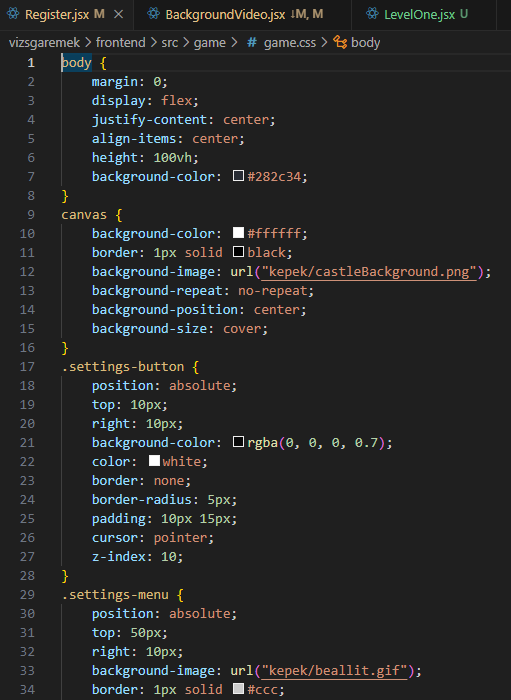 Register.jsx M
BackgroundVideo.jsx ↓M, M
LevelOne.jsx U
vizsgaremek > frontend > src > game > # game.css > body
1 body {
2 margin: 0;
3 display: flex;
4 justify-content: center;
5 align-items: center;
6 height: 100vh;
7 background-color: #282c34;
8 }
9 canvas {
10 background-color: #ffffff;
11 border: 1px solid black;
12 background-image: url("kepek/castleBackground.png");
13 background-repeat: no-repeat;
14 background-position: center;
15 background-size: cover;
16 }
17 .settings-button {
18 position: absolute;
19 top: 10px;
20 right: 10px;
21 background-color: rgba(0, 0, 0, 0.7);
22 color: white;
23 border: none;
24 border-radius: 5px;
25 padding: 10px 15px;
26 cursor: pointer;
27 z-index: 10;
28 }
29 .settings-menu {
30 position: absolute;
31 top: 50px;
32 right: 10px;
33 background-image: url("kepek/beallit.gif");
34 border: 1px solid #ccc;